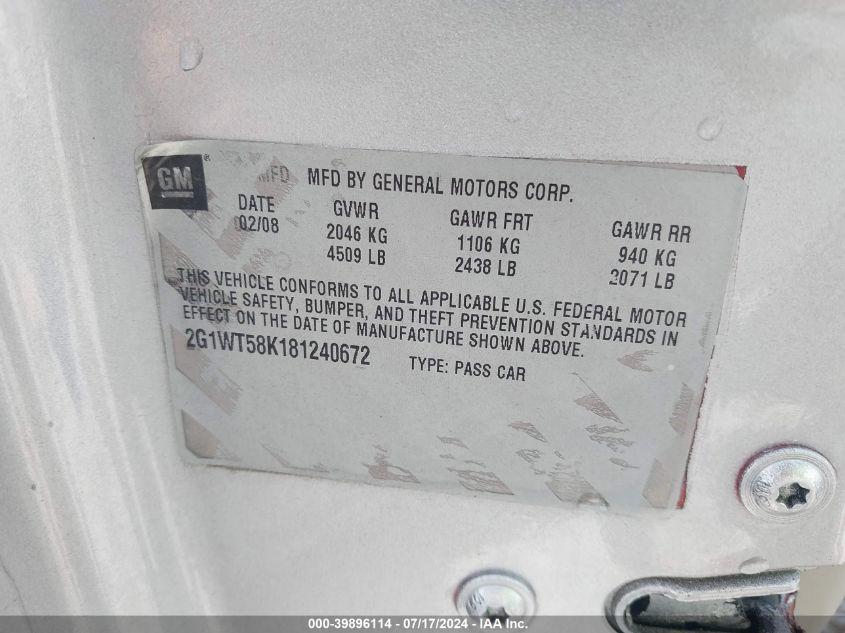 GM ®
MFD MFD BY GENERAL MOTORS CORP.
DATE GVWR GAWR FRT GAWR RR
02/08 2046 KG 1106 KG 940 KG
4509 LB 2438 LB 2071 LB
THIS VEHICLE CONFORMS TO ALL APPLICABLE U.S. FEDERAL MOTOR
VEHICLE SAFETY, BUMPER, AND THEFT PREVENTION STANDARDS IN
EFFECT ON THE DATE OF MANUFACTURE SHOWN ABOVE.
2G1WT58K181240672 TYPE: PASS CAR
000-39896114 - 07/17/2024 - IAA Inc.